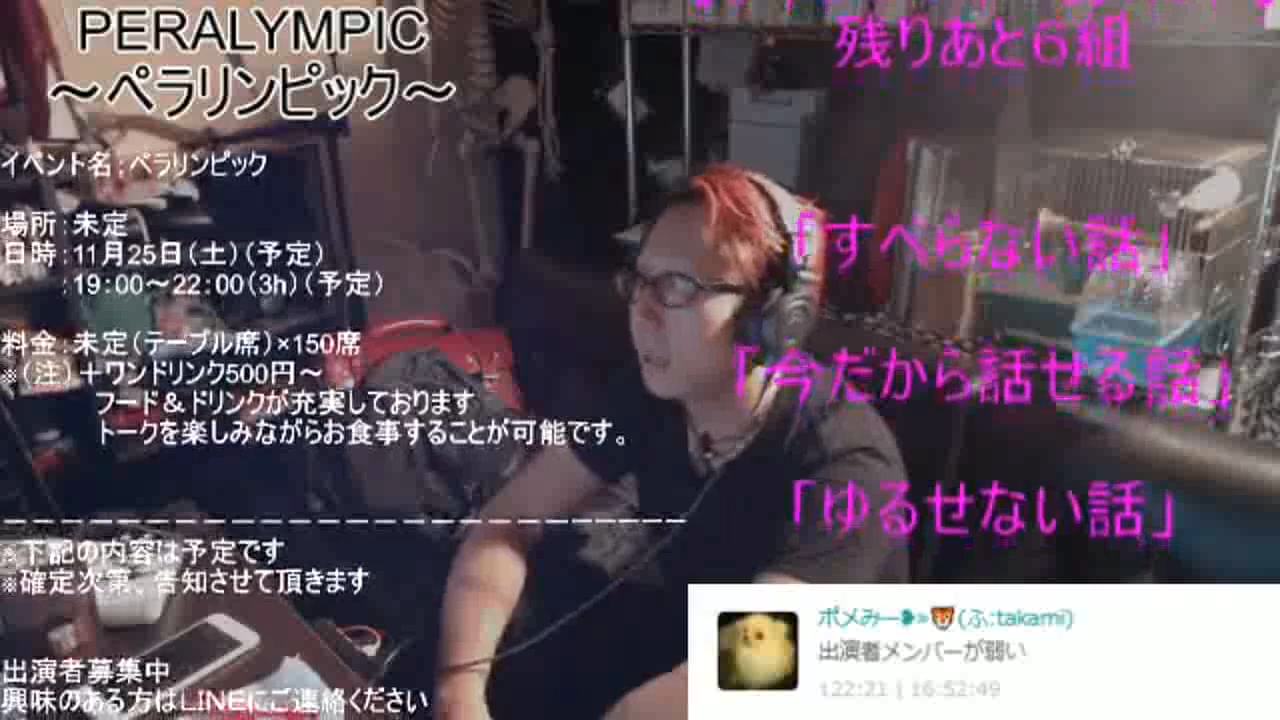 PERALYMPIC
～ペラリンピック～
イベント名:ペラリンピック
場所:未定
日時:11月25日(土)(予定)
:19:00～22:00(3h)(予定)
料金:未定(テーブル席)×150席
※(注)＋ワンドリンク500円～
フード＆ドリンクが充実しております
トークを楽しみながらお食事することが可能です。
※下記の内容は予定です
※確定次第、告知させて頂きます
出演者募集中
興味のある方はLINEにご連絡ください
残りあと6組
「すべらない話」
「今だから話せる話」
「ゆるせない話」
ポメみー❥»🐯(ふ:takami)
出演者メンバーが弱い
122:21 | 16:52:49